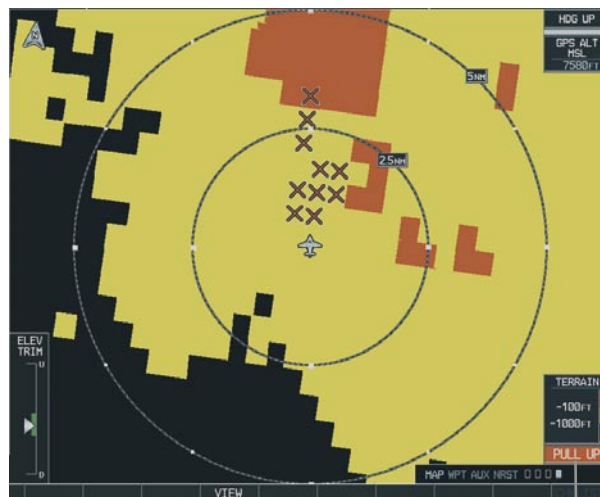 HDG UP
GPS ALT
MSL
7580FT
N
5NM
2.5NM
ELEV
TRIM
U
D
TERRAIN
-100FT
-1000FT
PULL UP
MAP WPT AUX NRST
VIEW